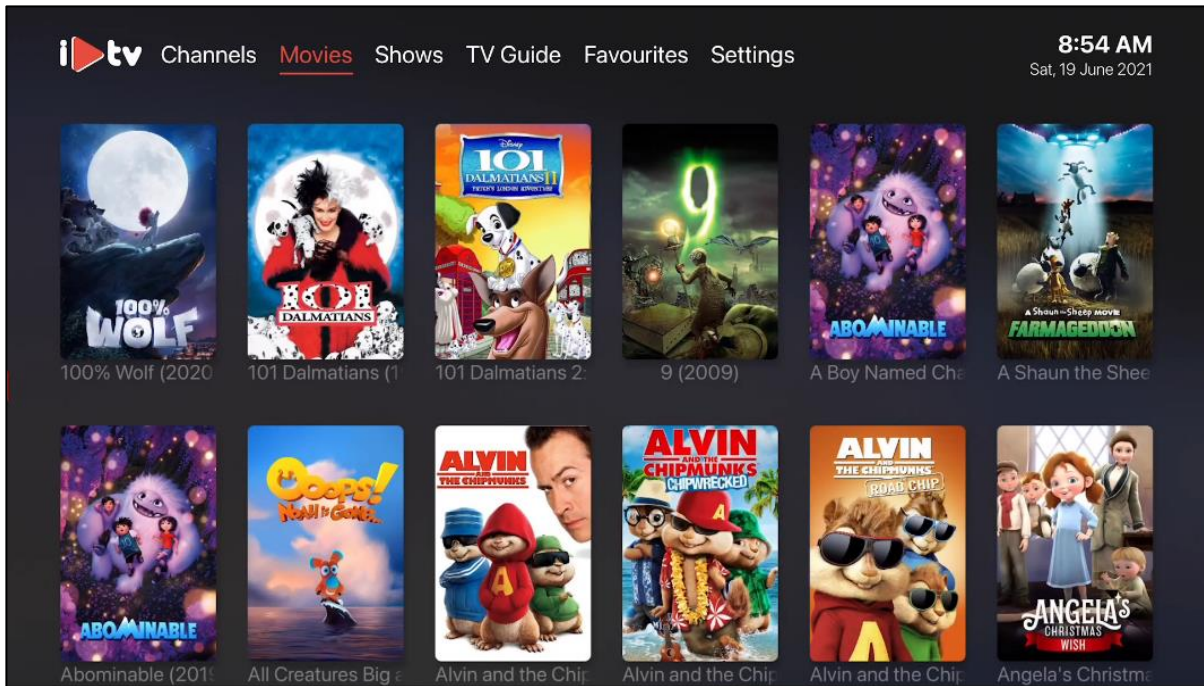 i tv Channels Movies Shows TV Guide Favourites Settings
8:54 AM
Sat, 19 June 2021
100%
WOLF
Disney
101
DALMATIANS
101
DALMATIANS II
PATCH'S LONDON ADVENTURE
9
ABOMINABLE
A Shaun the Sheep MOVIE
FARMAGEDDON
100% Wolf (2020
101 Dalmatians (1
101 Dalmatians 2:
9 (2009)
A Boy Named Cha
A Shaun the Shee
ABOMINABLE
Ooops!
NOAH IS GONE...
ALVIN
AND
THE CHIPMUNKS
ALVIN
AND THE
CHIPMUNKS
CHIPWRECKED
A
ALVIN
AND
THE CHIPMUNKS
ROAD CHIP
A
A
ANGELA'S
CHRISTMAS
WISH
Abominable (2019
All Creatures Big a
Alvin and the Chip
Alvin and the Chip
Alvin and the Chip
Angela's Christma